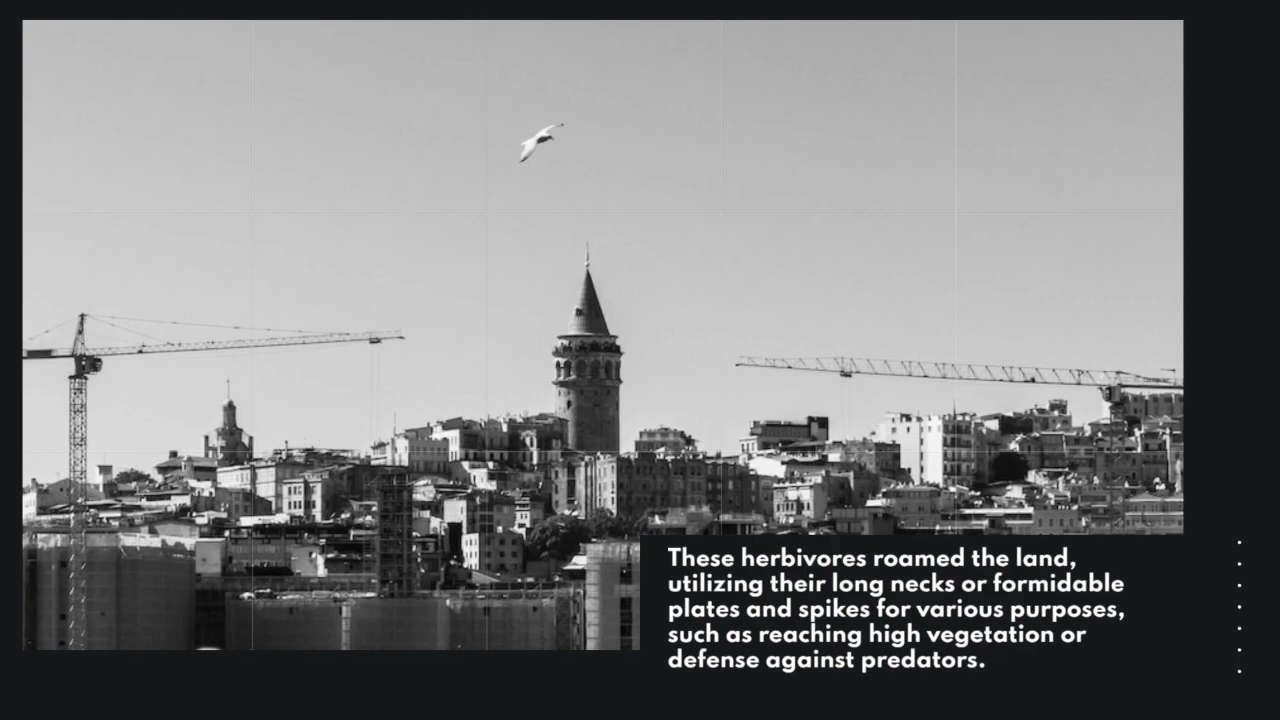 These herbivores roamed the land,
utilizing their long necks or formidable
plates and spikes for various purposes,
such as reaching high vegetation or
defense against predators.